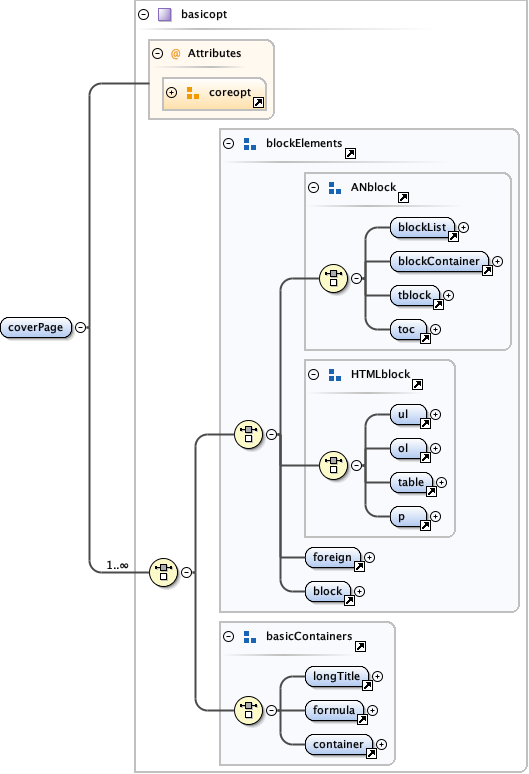 basicopt
@ Attributes
coreopt
blockElements
ANblock
blockList
blockContainer
tblock
toc
coverPage
HTMLblock
ul
ol
table
p
foreign
1..∞
block
basicContainers
longTitle
formula
container